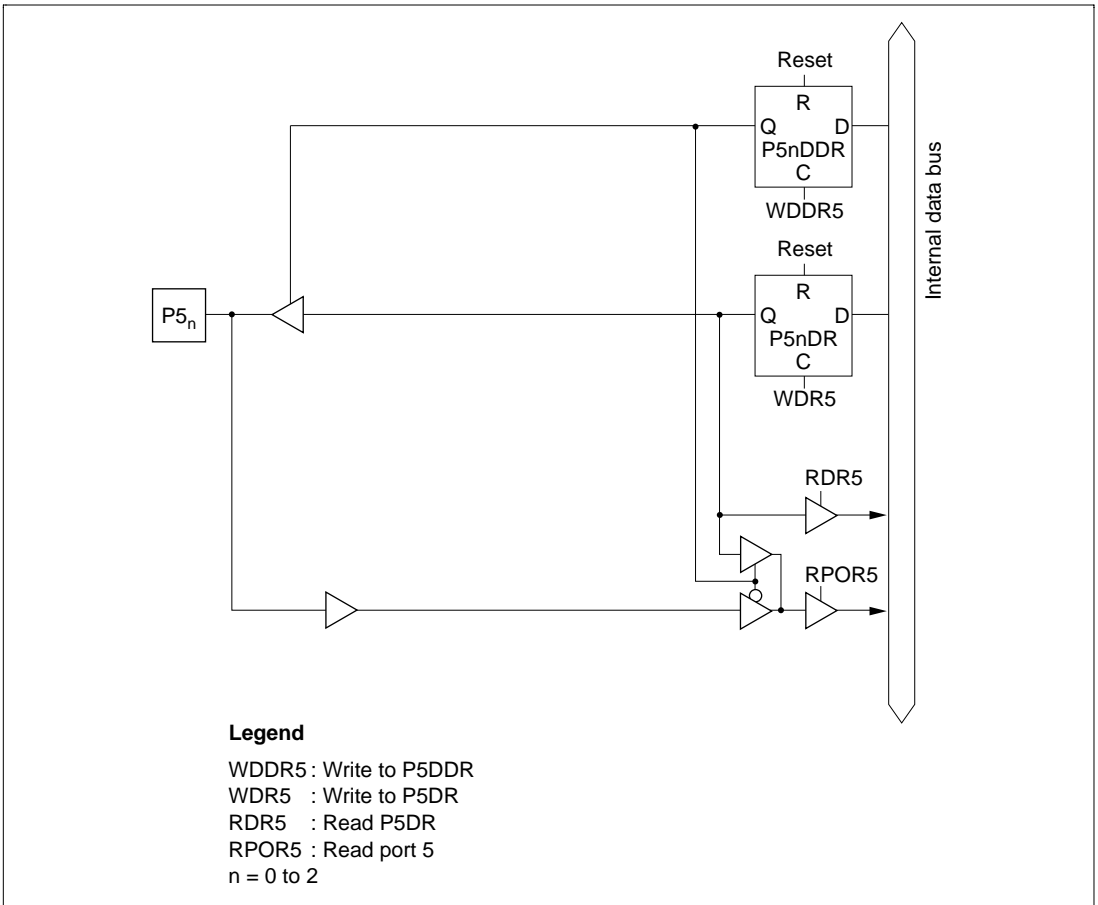 Reset
R
Q D
P5nDDR
C
WDDR5
Internal data bus
Reset
R
P5n
Q D
P5nDR
C
WDR5
RDR5
RPOR5
Legend
WDDR5 : Write to P5DDR
WDR5 : Write to P5DR
RDR5 : Read P5DR
RPOR5 : Read port 5
n = 0 to 2